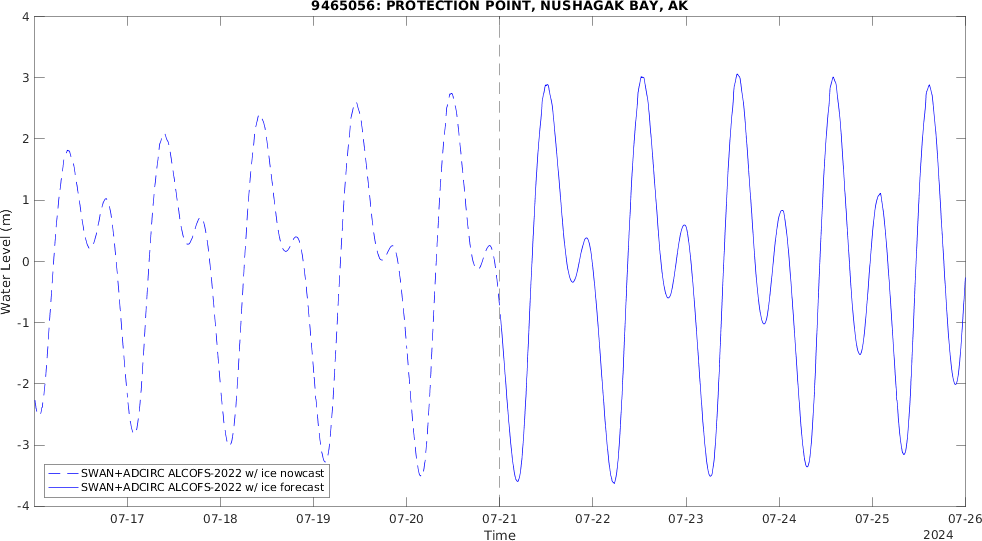 9465056: PROTECTION POINT, NUSHAGAK BAY, AK
Water Level (m)
4
3
2
1
0
-1
-2
-3
-4
SWAN+ADCIRC ALCOFS-2022 w/ ice nowcast
SWAN+ADCIRC ALCOFS-2022 w/ ice forecast
07-17 07-18 07-19 07-20 07-21 07-22 07-23 07-24 07-25 07-26
Time
2024